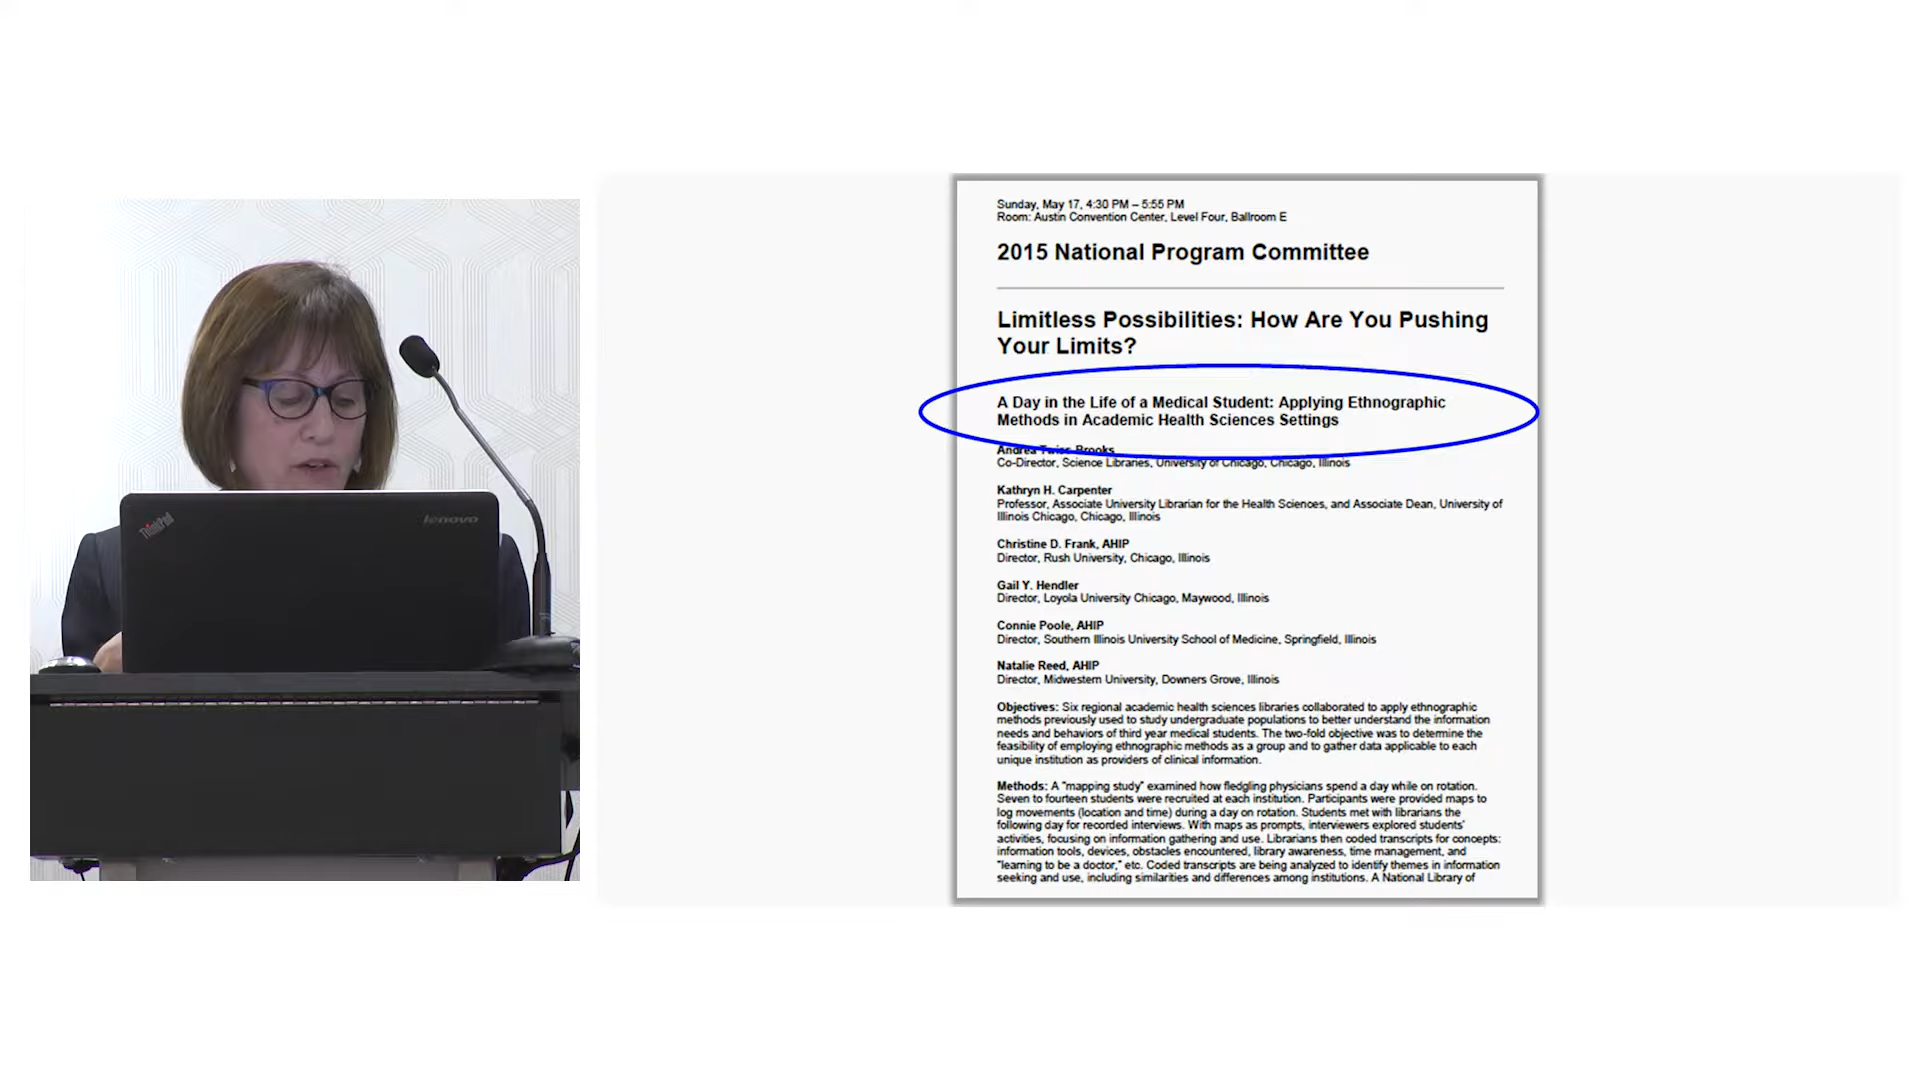 ThinkPad
lenovo
Sunday, May 17, 4:30 PM – 5:55 PM
Room: Austin Convention Center, Level Four, Ballroom E
2015 National Program Committee
Limitless Possibilities: How Are You Pushing
Your Limits?
A Day in the Life of a Medical Student: Applying Ethnographic
Methods in Academic Health Sciences Settings
Andrea Twiss-Brooks
Co-Director, Science Libraries, University of Chicago, Chicago, Illinois
Kathryn H. Carpenter
Professor, Associate University Librarian for the Health Sciences, and Associate Dean, University of
Illinois Chicago, Chicago, Illinois
Christine D. Frank, AHIP
Director, Rush University, Chicago, Illinois
Gail Y. Hendler
Director, Loyola University Chicago, Maywood, Illinois
Connie Poole, AHIP
Director, Southern Illinois University School of Medicine, Springfield, Illinois
Natalie Reed, AHIP
Director, Midwestern University, Downers Grove, Illinois
Objectives: Six regional academic health sciences libraries collaborated to apply ethnographic
methods previously used to study undergraduate populations to better understand the information
needs and behaviors of third year medical students. The two-fold objective was to determine the
feasibility of employing ethnographic methods as a group and to gather data applicable to each
unique institution as providers of clinical information.
Methods: A "mapping study" examined how fledgling physicians spend a day while on rotation.
Seven to fourteen students were recruited at each institution. Participants were provided maps to
log movements (location and time) during a day on rotation. Students met with librarians the
following day for recorded interviews. With maps as prompts, interviewers explored students'
activities, focusing on information gathering and use. Librarians then coded transcripts for concepts:
information tools, devices, obstacles encountered, library awareness, time management, and
"learning to be a doctor," etc. Coded transcripts are being analyzed to identify themes in information
seeking and use, including similarities and differences among institutions. A National Library of